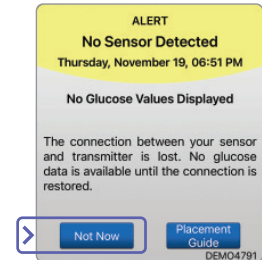 ALERT
No Sensor Detected
Thursday, November 19, 06:51 PM
No Glucose Values Displayed
The connection between your sensor
and transmitter is lost. No glucose
data is available until the connection is
restored.
Not Now
Placement
Guide
DEMO4791